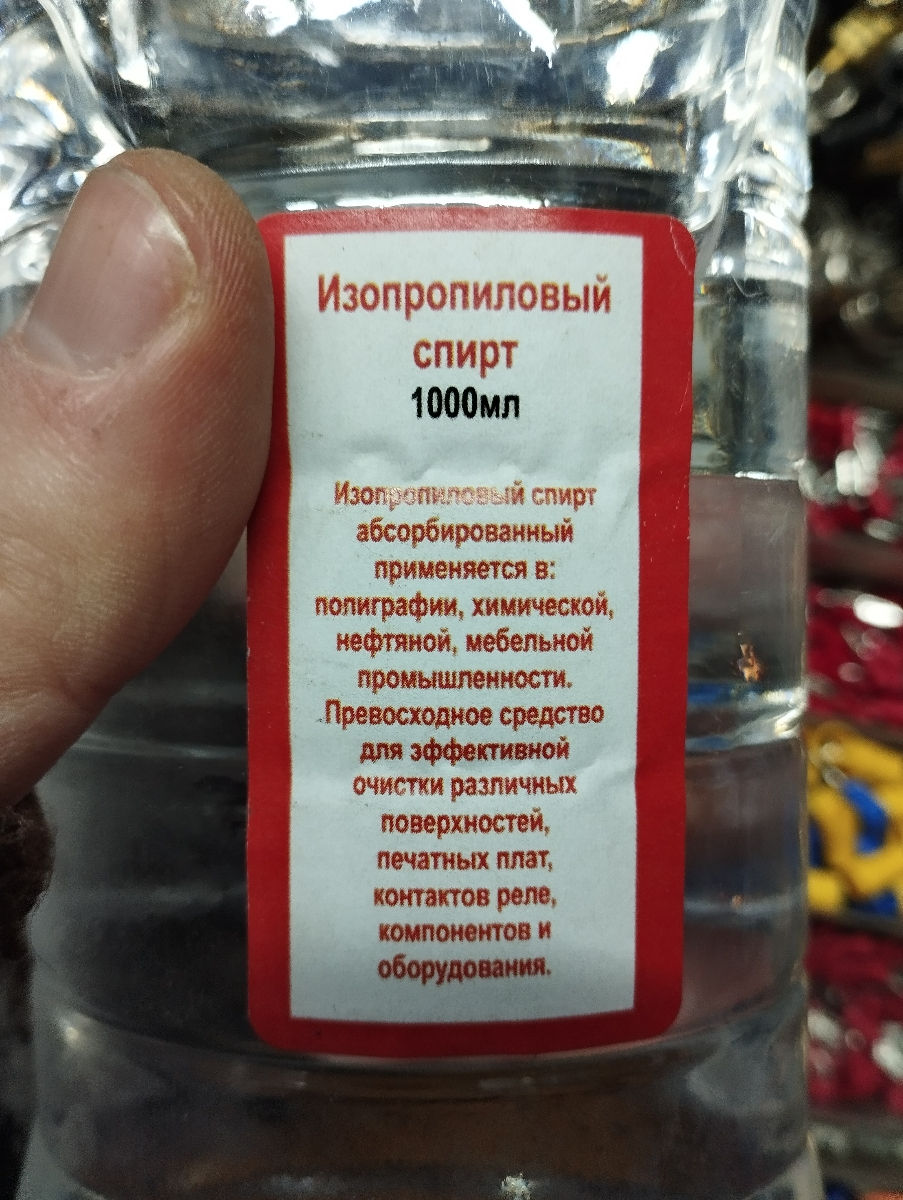 Изопропиловый
спирт
1000мл
Изопропиловый спирт
абсорбированный
применяется в:
полиграфии, химической,
нефтяной, мебельной
промышленности.
Превосходное средство
для эффективной
очистки различных
поверхностей,
печатных плат,
контактов реле,
компонентов и
оборудования.